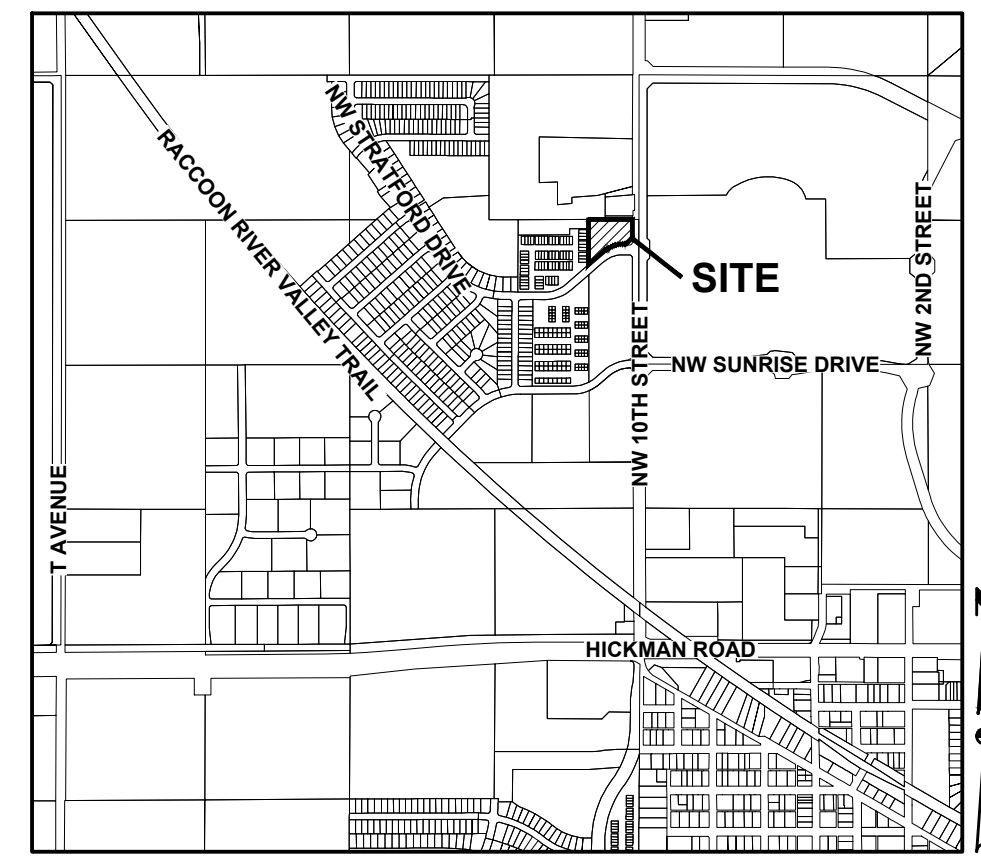 NW STRATFORD DRIVE
RACCOON RIVER VALLEY TRAIL
NW 2ND STREET
SITE
NW 10TH STREET
NW SUNRISE DRIVE
T AVENUE
HICKMAN ROAD